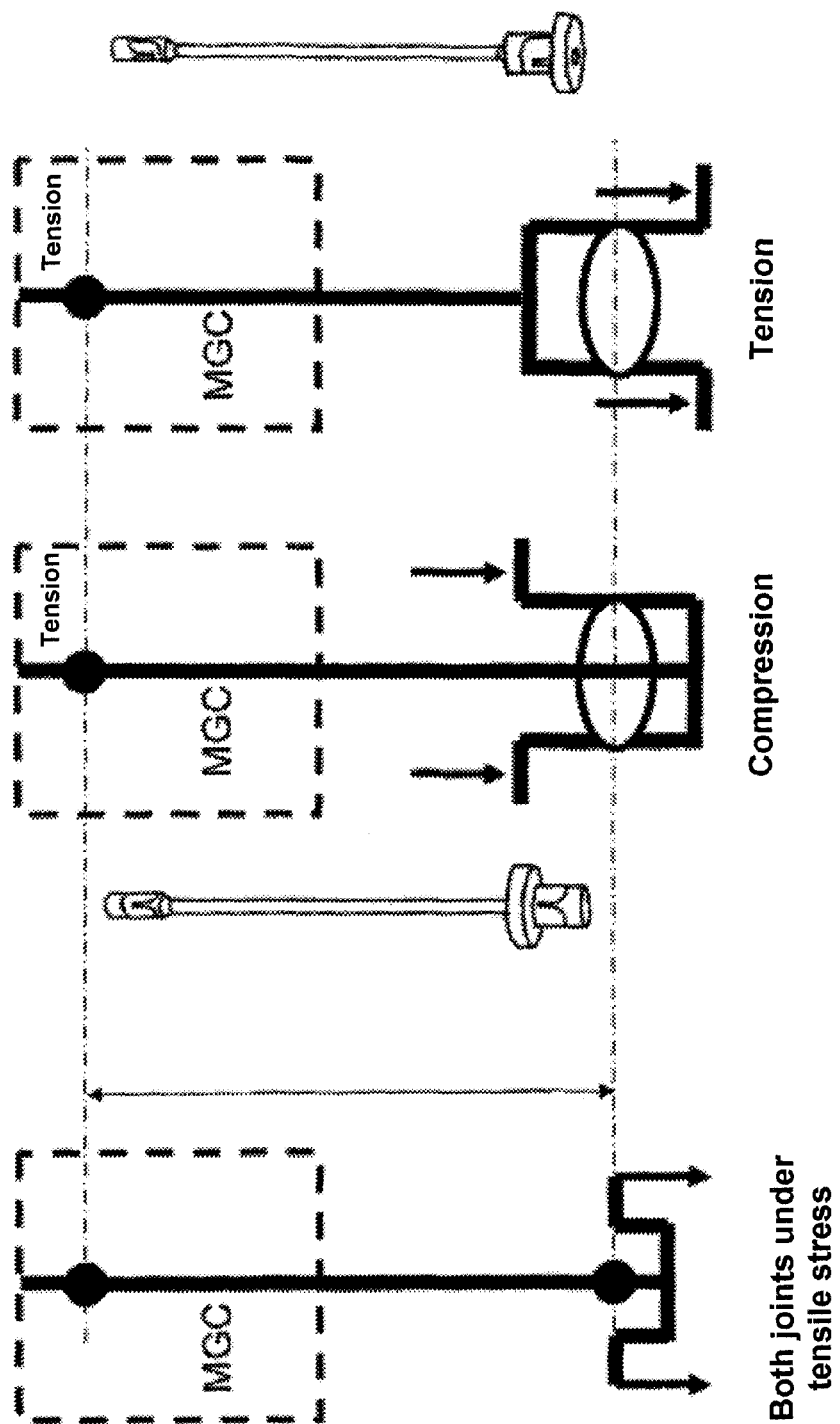 Tension
MGC
Tension
MGC
MGC
Tension
Compression
Both joints under
tensile stress